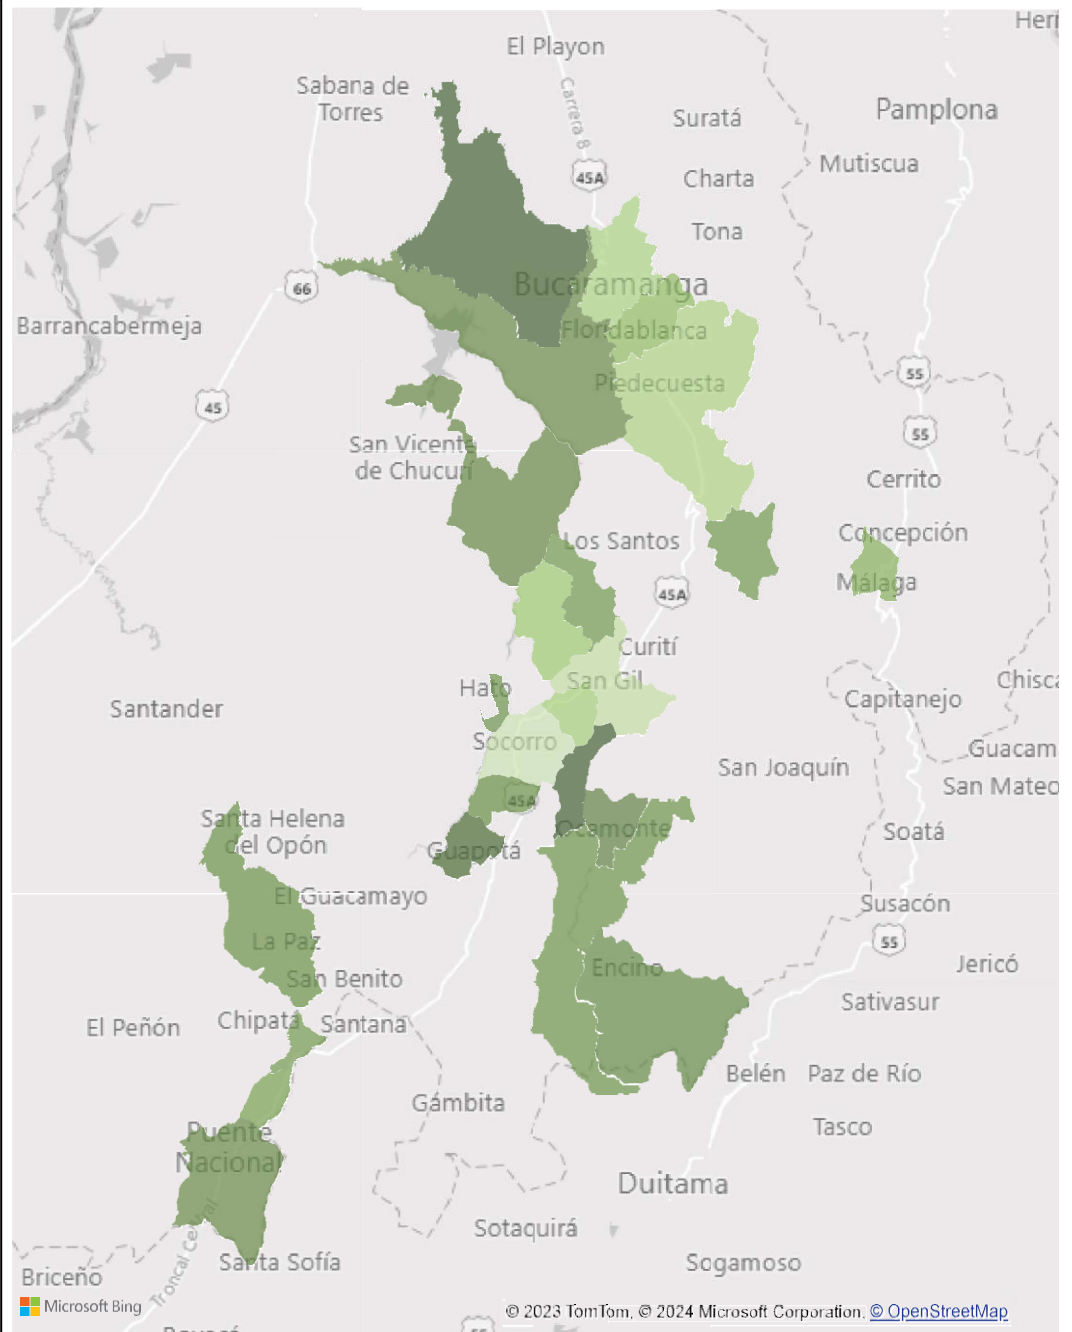 Herr
El Playon
Sabana de
Torres
Carrera 8
Suratá
Pamplona
45A
Charta
Mutiscua
Tona
66
Bucaramanga
Barrancabermeja
Floridablanca
Piedecuesta
55
45
55
San Vicente
de Chucurí
Cerrito
Los Santos
Concepción
Málaga
45A
Curití
Hato
San Gil
Chisca
Santander
Capitanejo
Socorro
Guacam
San Joaquín
San Mateo
45A
Santa Helena
del Opón
Ocamonte
Soatá
Guapotá
El Guacamayo
Susacón
La Paz
55
San Benito
Encino
Jericó
El Peñón
Chipatá
Santana
Sativasur
Belén
Paz de Río
Gámbita
Puente
Nacional
Tasco
Duitama
Troncal Central
Sotaquirá
Briceño
Santa Sofía
Sogamoso
Microsoft Bing
© 2023 TomTom, © 2024 Microsoft Corporation, © OpenStreetMap
55